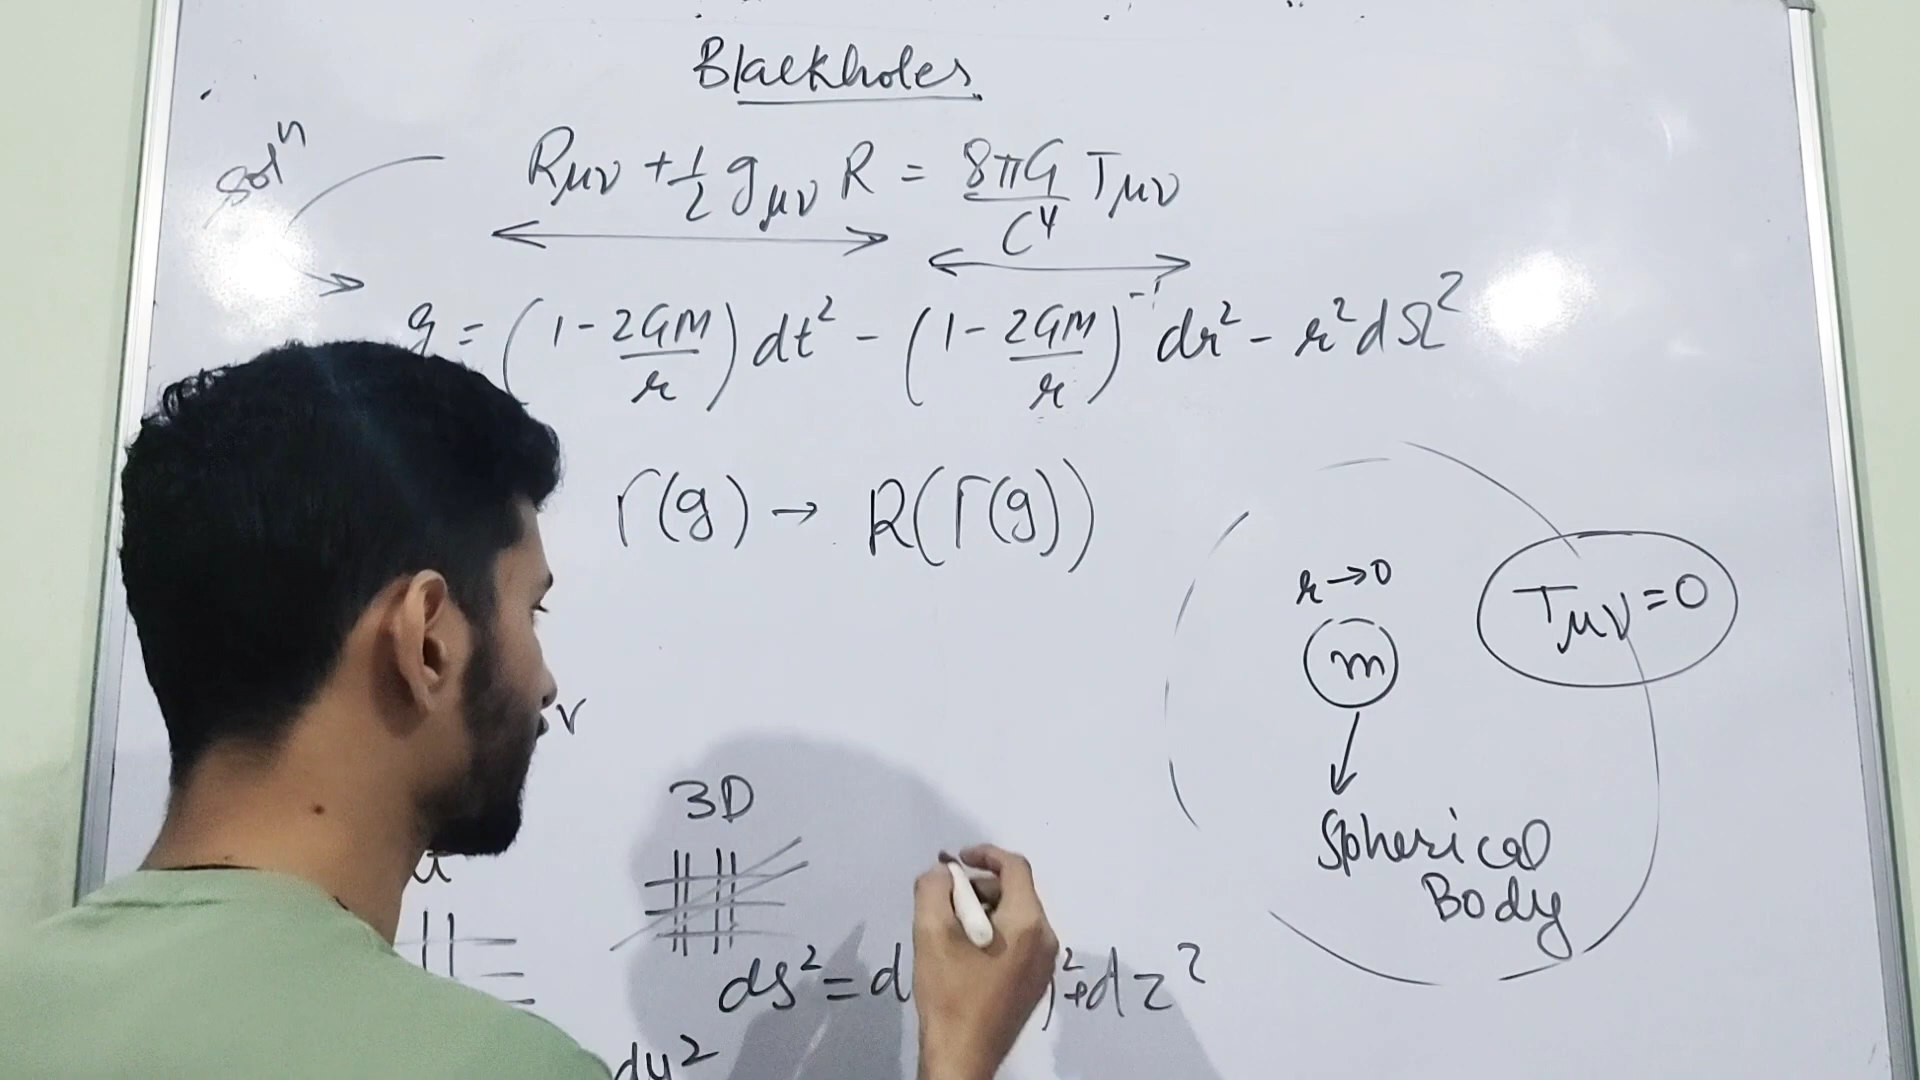 Blackholes
Solⁿ
Rμν + 1/2 gμν R = 8πG/C⁴ Tμν
g = (1 - 2GM/r) dt² - (1 - 2GM/r)⁻¹ dr² - r² dΩ²
Γ(g) → R(Γ(g))
r→0
m
Tμν = 0
Spherical
Body
3D
ds² = d ² + dz²
dy²